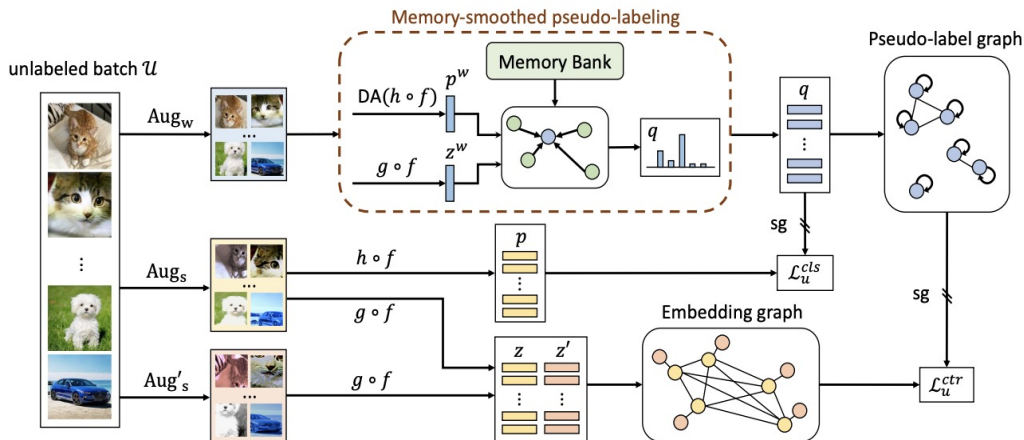 Memory-smoothed pseudo-labeling
Pseudo-label graph
unlabeled batch 𝒰
Memory Bank
Aug_w
DA(h ∘ f)
p^w
g ∘ f
z^w
q
q
...
sg
Aug_s
h ∘ f
p
ℒ_u^cls
g ∘ f
sg
Embedding graph
Aug′_s
g ∘ f
z z′
ℒ_u^ctr